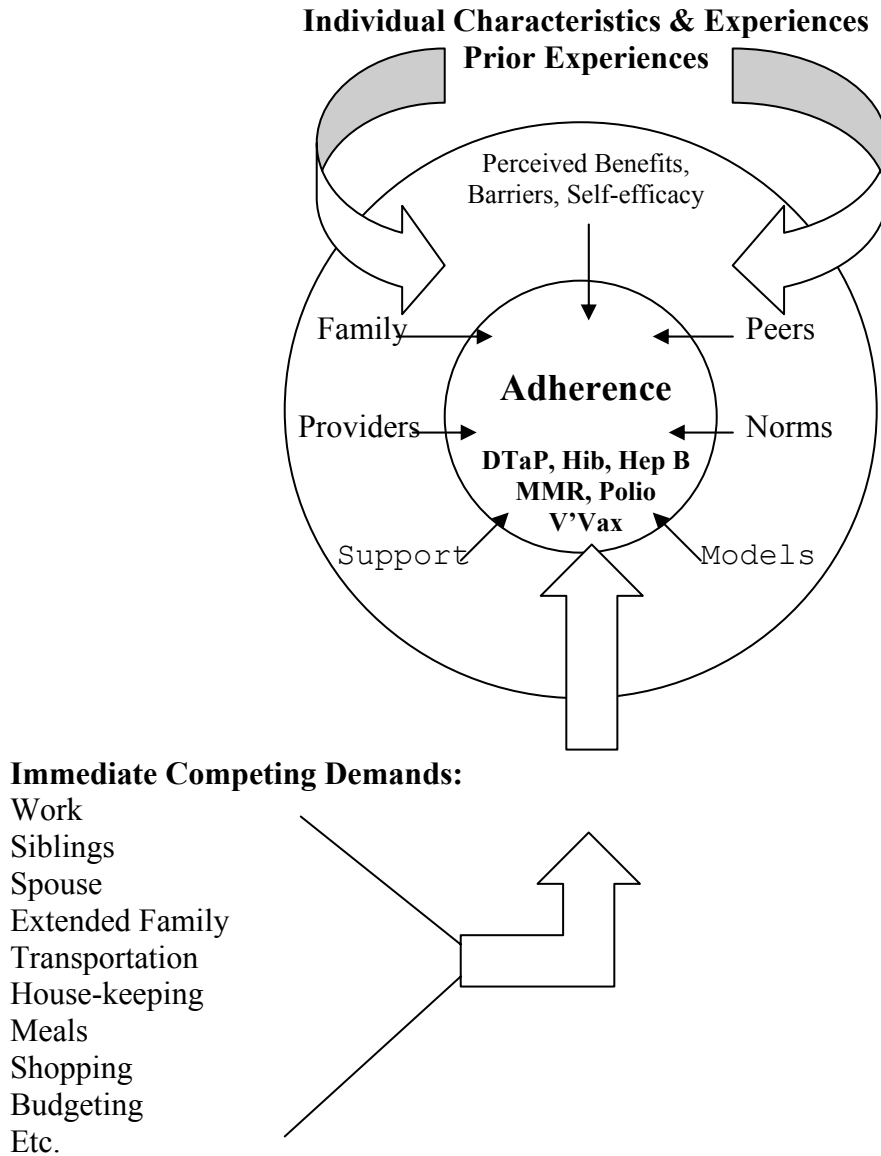 Individual Characteristics & Experiences
Prior Experiences
Perceived Benefits,
Barriers, Self-efficacy
Family
Peers
Adherence
Providers
Norms
DTaP, Hib, Hep B
MMR, Polio
V’Vax
Support
Models
Immediate Competing Demands:
Work
Siblings
Spouse
Extended Family
Transportation
House-keeping
Meals
Shopping
Budgeting
Etc.